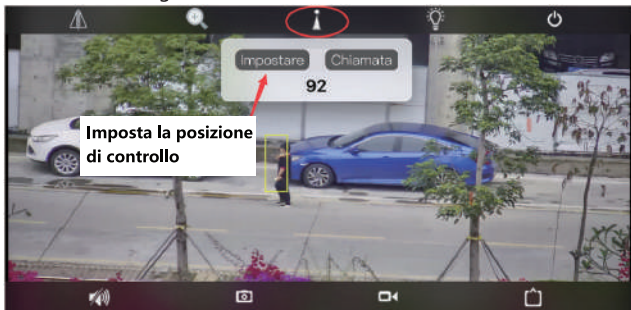 Impostare Chiamata
92
Imposta la posizione
di controllo